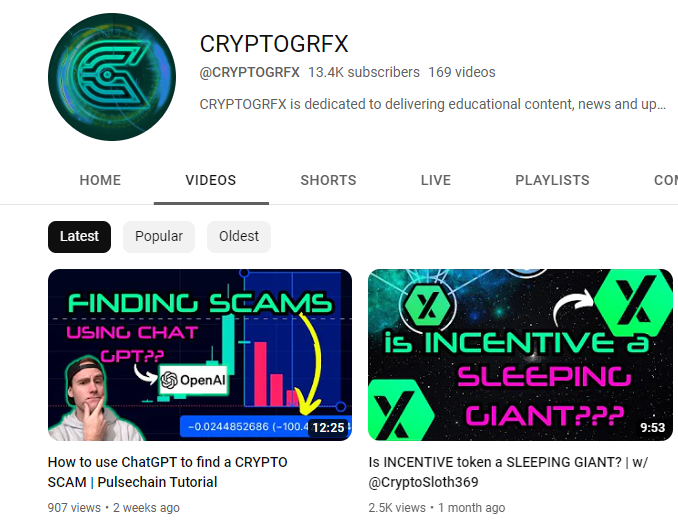 CRYPTOGRFX
@CRYPTOGRFX 13.4K subscribers 169 videos
CRYPTOGRFX is dedicated to delivering educational content, news and up...
HOME VIDEOS SHORTS LIVE PLAYLISTS COM
Latest Popular Oldest
FINDING SCAMS
USING CHAT
GPT??
OpenAI
-0.0244852686 (-100.4
12:25
is INCENTIVE a
SLEEPING
GIANT???
9:53
How to use ChatGPT to find a CRYPTO
SCAM | Pulsechain Tutorial
907 views • 2 weeks ago
Is INCENTIVE token a SLEEPING GIANT? | w/
@CryptoSloth369
2.5K views • 1 month ago